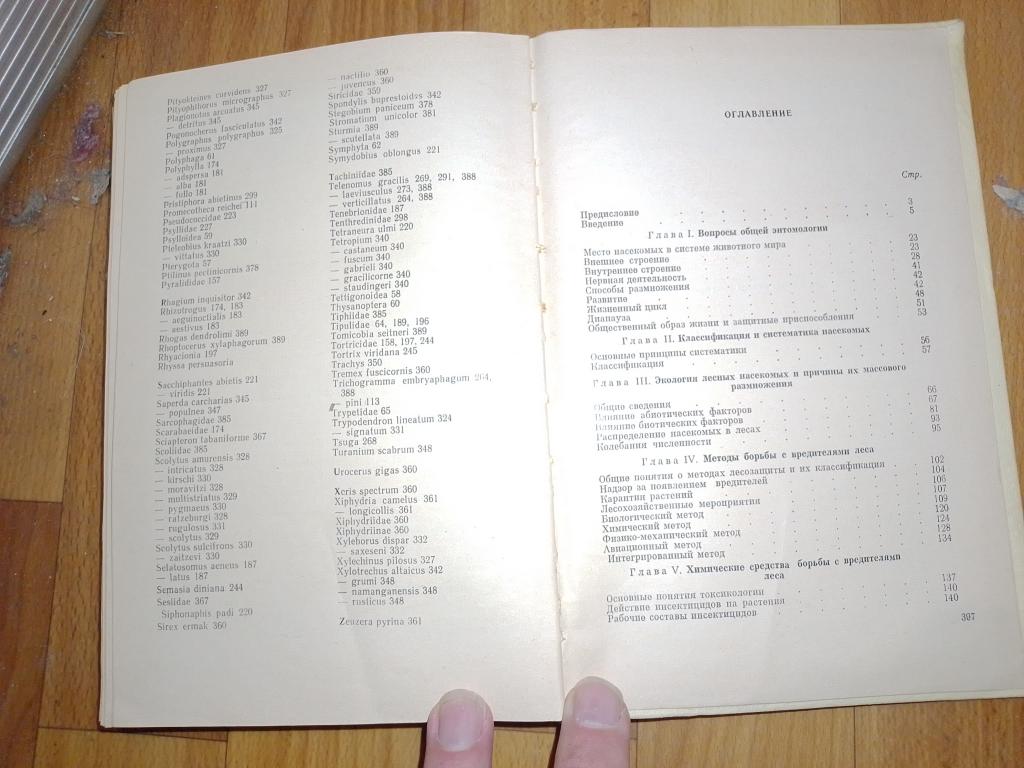 Pityokteines curvidens 327
Pityophthorus micrographus 327
Plagionotus arcuatus 345
— detritus 345
Pogonocherus fasciculatus 342
Polygraphus polygraphus 325
— proximus 327
Polyphaga 61
Polyphylla 174
— adspersa 181
— alba 181
— fullo 181
Pristiphora abietinus 299
Promecotheca reichei 111
Pseudococcidae 223
Psyllidae 227
Psylloidea 59
Pteleobius kraatzi 330
— vittatus 330
Pterygota 57
Ptilinus pectinicornis 378
Pyralididae 157
Rhagium inquisitor 342
Rhizotrogus 174, 183
— aeguinoctialis 183
— aestivus 183
Rhogas dendrolimi 389
Rhoptocerus xylaphagorum 389
Rhyacionia 197
Rhyssa persuasoria
Sacchiphantes abietis 221
— viridis 221
Saperda carcharias 345
— populnea 347
Sarcophagidae 385
Scarabaeidae 174
Sciapteron tabaniforme 367
Scoliidae 385
Scolytus amurensis 328
— intricatus 328
— kirschi 330
— moravitzi 328
— multistriatus 329
— pygmaeus 330
— ratzeburgi 328
— rugulosus 331
— scolytus 329
Scolytus sulcifrons 330
— zaitzevi 330
Selatosomus aeneus 187
— latus 187
Semasia diniana 244
Sesiidae 367
Siphonaphis padi 220
Sirex ermak 360
— noctilio 360
— juvencus 360
Siricidae 359
Spondylis buprestoides 342
Stegobium paniceum 378
Stromatium unicolor 381
Sturmia 389
— scutellata 389
Symphyla 62
Symydobius oblongus 221
Tachiniidae 385
Telenomus gracilis 269, 291, 388
— laeviusculus 273, 388
— verticillatus 264, 388
Tenebrionidae 187
Tenthredinidae 298
Tetraneura ulmi 220
Tetropium 340
— castaneum 340
— fuscum 340
— gabrieli 340
— gracilicorne 340
— staudingeri 340
Tettigonoidea 58
Thysanoptera 60
Tiphiidae 385
Tipulidae 64, 189, 196
Tomicobia seitneri 389
Tortricidae 158, 197, 244
Tortrix viridana 245
Trachys 350
Tremex fuscicornis 360
Trichogramma embryaphagum 264,
388
— pini 413
Trypetidae 65
Trypodendron lineatum 324
— signatum 331
Tsuga 268
Turanium scabrum 348
Urocerus gigas 360
Xeris spectrum 360
Xiphydria camelus 361
— longicollis 361
Xiphydriidae 360
Xiphydriinae 360
Xylehorus dispar 332
— saxeseni 332
Xylechinus pilosus 327
Xylotrechus altaicus 342
— grumi 348
— namanganensis 348
— rusticus 348
Zeuzera pyrina 361
ОГЛАВЛЕНИЕ
Стр.
Предисловие 3
Введение 5
Глава I. Вопросы общей энтомологии
Место насекомых в системе животного мира 23
Внешнее строение 23
Внутреннее строение 28
Нервная деятельность 41
Способы размножения 42
Развитие 42
Жизненный цикл 48
Диапауза 51
Общественный образ жизни и защитные приспособления 53
Глава II. Классификация и систематика насекомых
Основные принципы систематики 56
Классификация 57
Глава III. Экология лесных насекомых и причины их массового
размножения
Общие сведения 66
Влияние абиотических факторов 67
Влияние биотических факторов 81
Распределение насекомых в лесах 93
Колебания численности 95
Глава IV. Методы борьбы с вредителями леса
Общие понятия о методах лесозащиты и их классификация 102
Надзор за появлением вредителей 104
Карантин растений 106
Лесохозяйственные мероприятия 107
Биологический метод 109
Химический метод 120
Физико-механический метод 124
Авиационный метод 128
Интегрированный метод 134
Глава V. Химические средства борьбы с вредителями
леса
Основные понятия токсикологии 137
Действие инсектицидов на растения 140
Рабочие составы инсектицидов 140
397